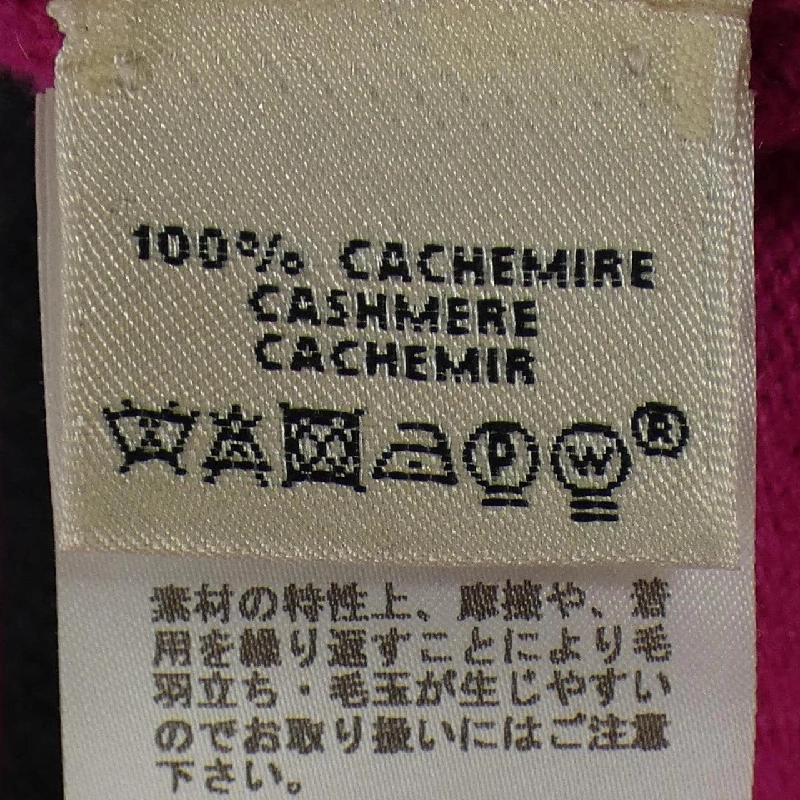 100% CACHEMIRE
CASHMERE
CACHEMIR
P W ®
素材の特性上、摩擦や、着
用を繰り返すことにより毛
羽立ち・毛玉が生じやすい
のでお取り扱いにはご注意
下さい。